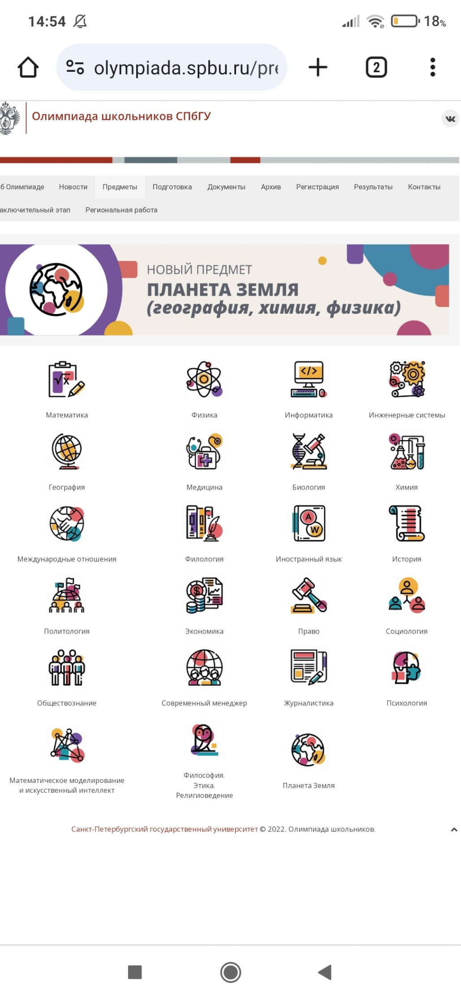 14:54
18%
olympiada.spbu.ru/pre
2
Олимпиада школьников СПбГУ
б Олимпиаде Новости Предметы Подготовка Документы Архив Регистрация Результаты Контакты
аключительный этап Региональная работа
НОВЫЙ ПРЕДМЕТ
ПЛАНЕТА ЗЕМЛЯ
(география, химия, физика)
√x
</>
Математика Физика Информатика Инженерные системы
География Медицина Биология Химия
А Б
A
W
Международные отношения Филология Иностранный язык История
$
Политология Экономика Право Социология
Обществознание Современный менеджер Журналистика Психология
Математическое моделирование
и искусственный интеллект
Философия.
Этика.
Религиоведение
Планета Земля
Санкт-Петербургский государственный университет © 2022. Олимпиада школьников.